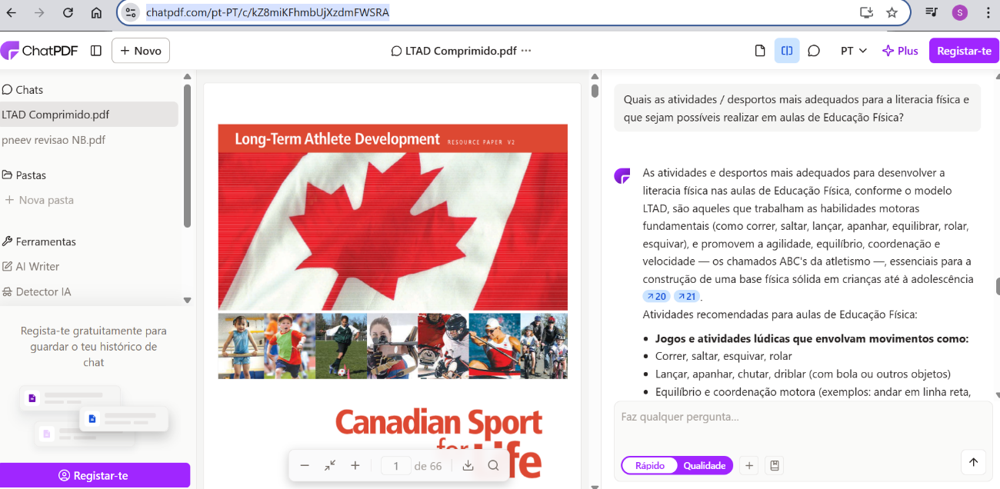 chatpdf.com/pt-PT/c/kZ8miKFhmbUjXzdmFWSRA
S
ChatPDF
+ Novo
LTAD Comprimido.pdf ···
PT
Plus
Registar-te
Chats
LTAD Comprimido.pdf
pneev revisao NB.pdf
Pastas
+ Nova pasta
Ferramentas
AI Writer
Detector IA
Regista-te gratuitamente para
guardar o teu histórico de
chat
Registar-te
Long-Term Athlete Development RESOURCE PAPER V2
Canadian Sport
for Life
1 de 66
Quais as atividades / desportos mais adequados para a literacia física e
que sejam possíveis realizar em aulas de Educação Física?
As atividades e desportos mais adequados para desenvolver a
literacia física nas aulas de Educação Física, conforme o modelo
LTAD, são aqueles que trabalham as habilidades motoras
fundamentais (como correr, saltar, lançar, apanhar, equilibrar, rolar,
esquivar), e promovem a agilidade, equilíbrio, coordenação e
velocidade — os chamados ABC's da atletismo —, essenciais para a
construção de uma base física sólida em crianças até à adolescência
20 21 .
Atividades recomendadas para aulas de Educação Física:
• Jogos e atividades lúdicas que envolvam movimentos como:
• Correr, saltar, esquivar, rolar
• Lançar, apanhar, chutar, driblar (com bola ou outros objetos)
• Equilíbrio e coordenação motora (exemplos: andar em linha reta,
Faz qualquer pergunta...
Rápido Qualidade